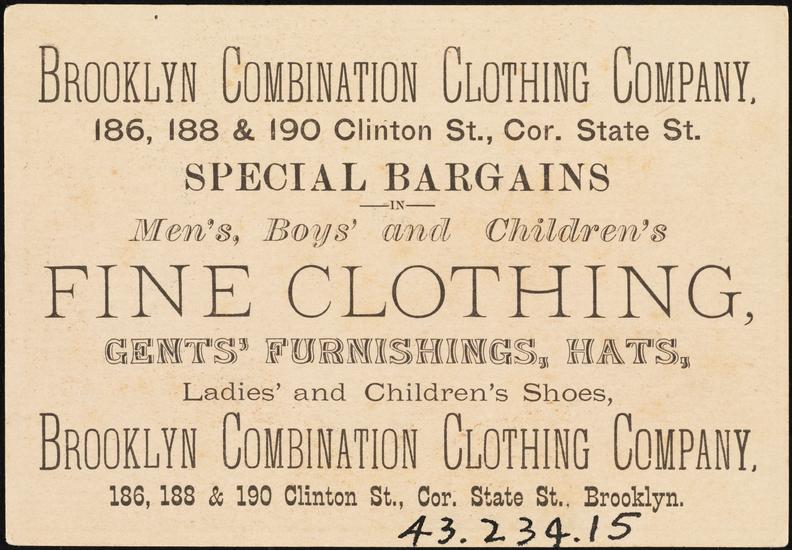 Brooklyn Combination Clothing Company,
186, 188 & 190 Clinton St., Cor. State St.
SPECIAL BARGAINS
IN
Men's, Boys' and Children's
FINE CLOTHING,
GENTS' FURNISHINGS, HATS,
Ladies' and Children's Shoes,
Brooklyn Combination Clothing Company,
186, 188 & 190 Clinton St., Cor. State St., Brooklyn.
43.234.15